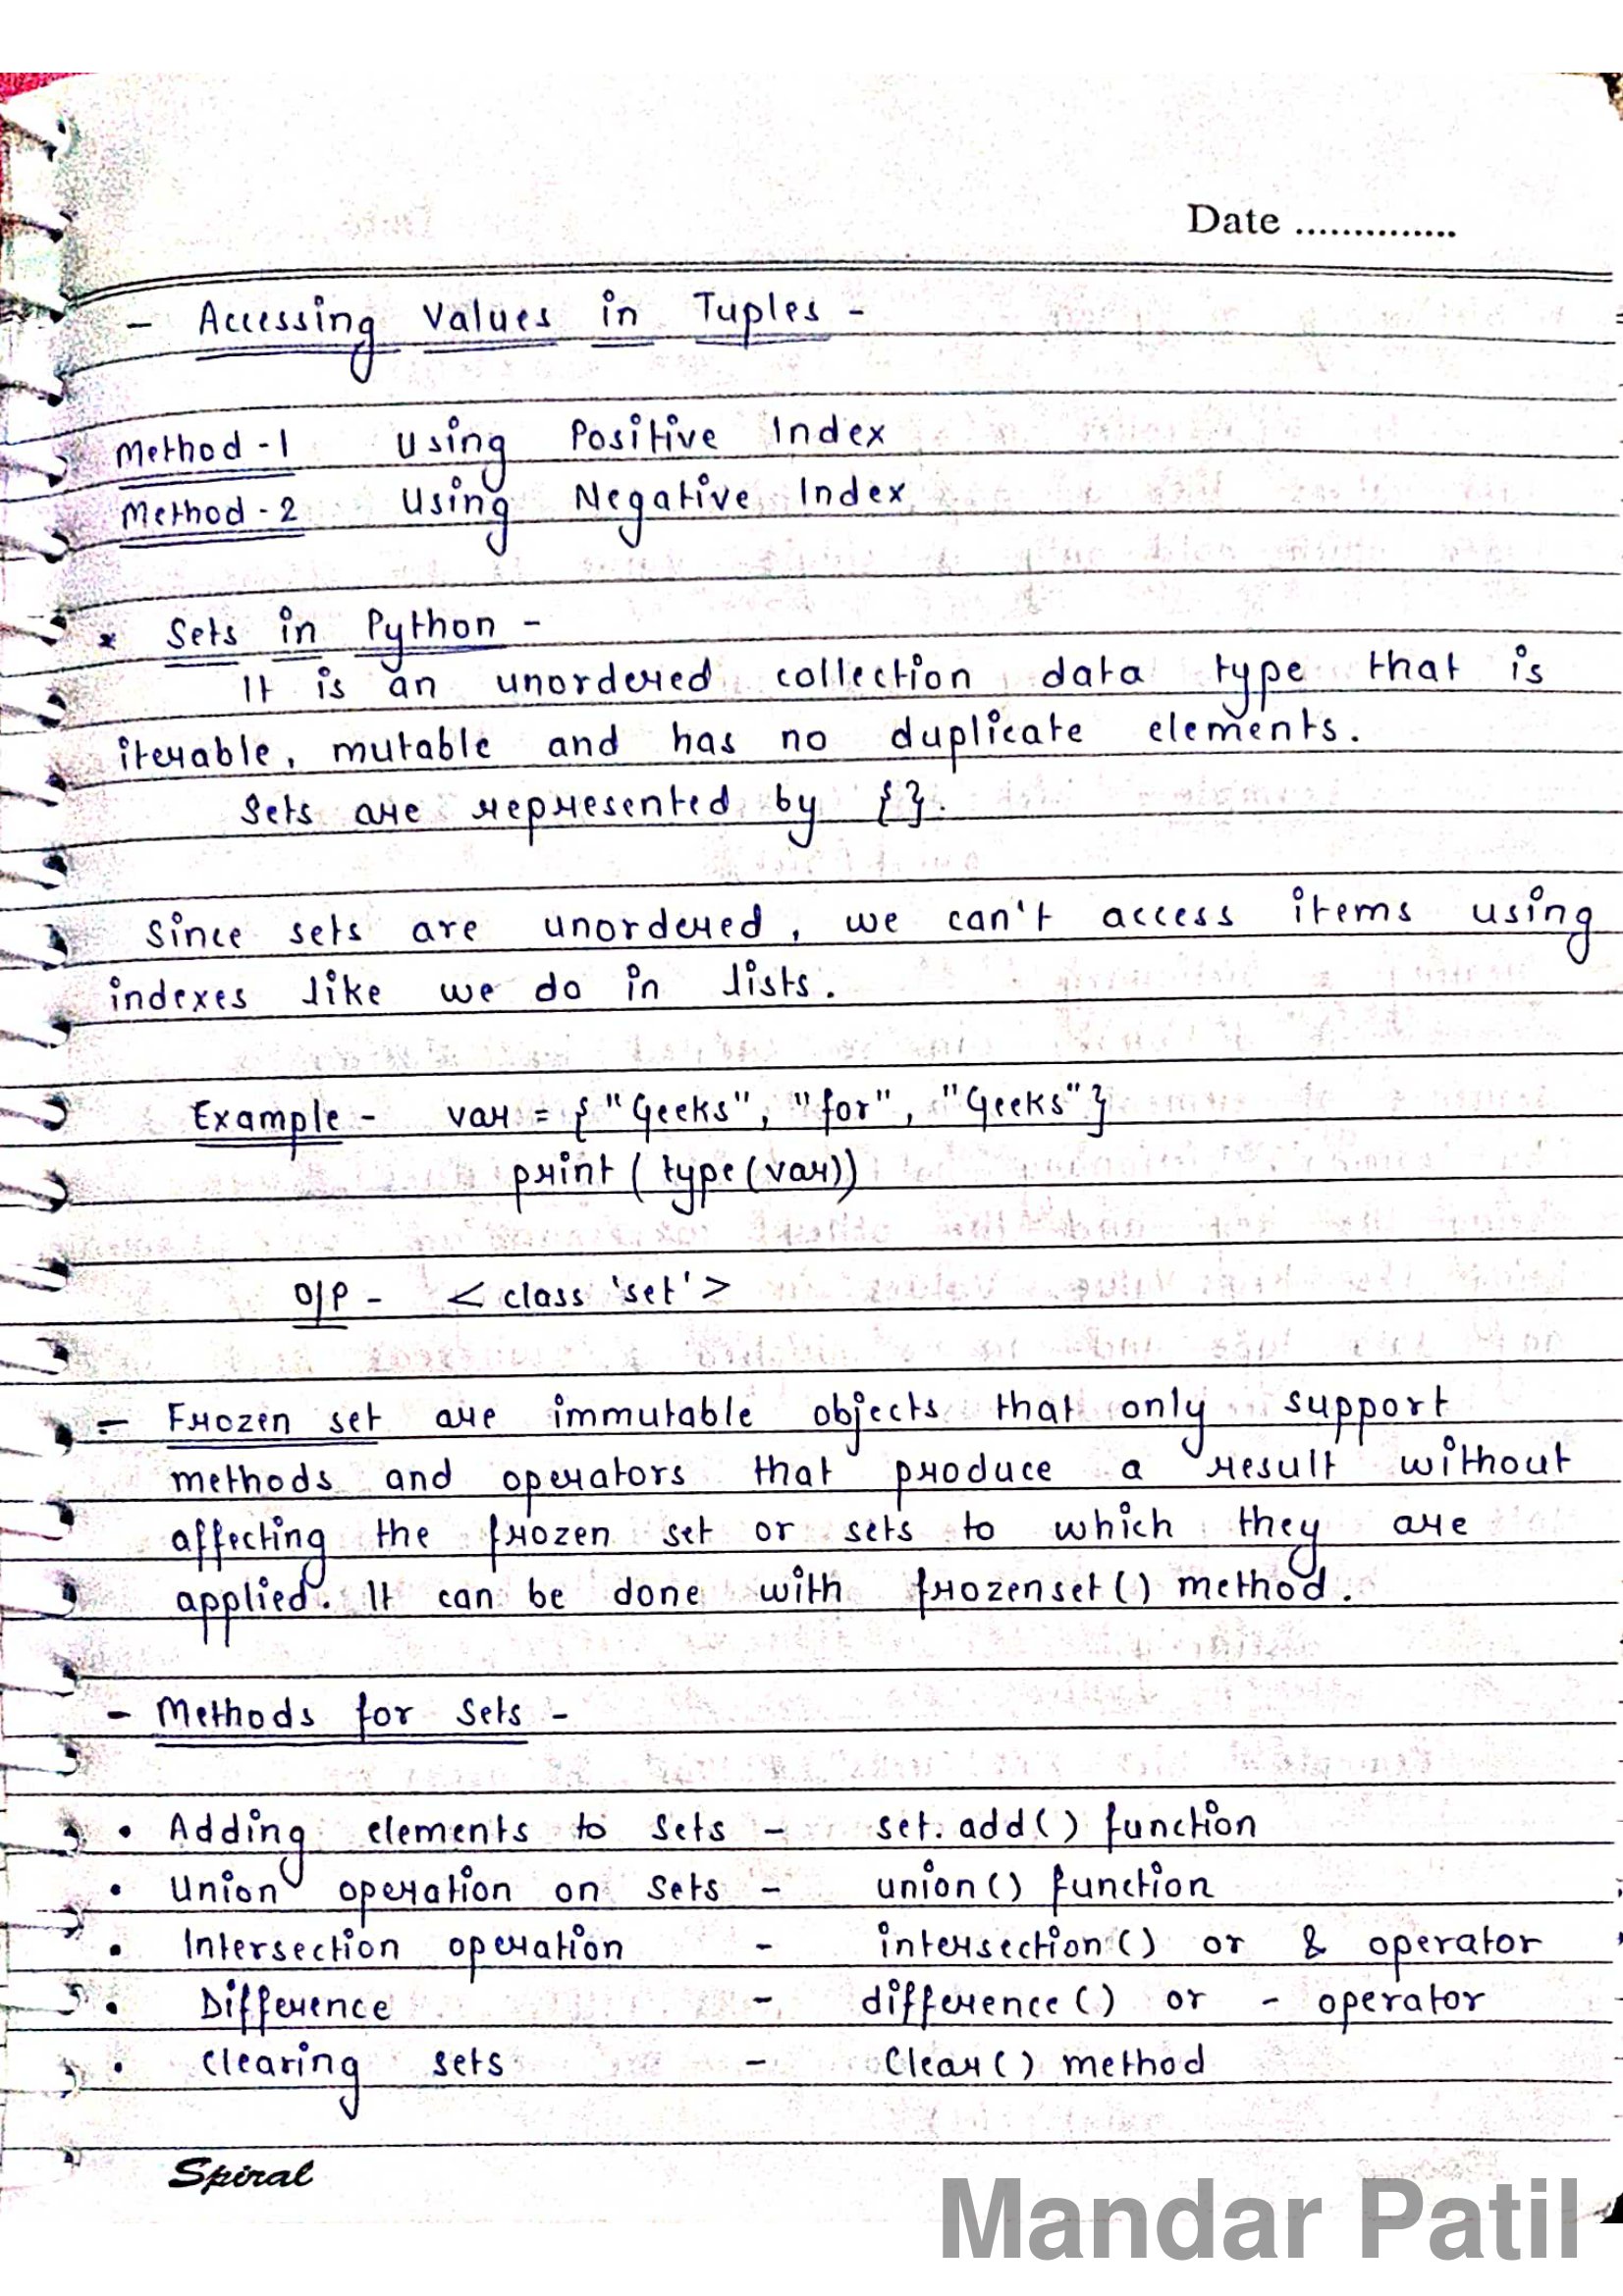 Date ..............
- Accessing Values in Tuples -
Method-1 Using Positive Index
Method-2 Using Negative Index
* Sets in Python -
It is an unordered collection data type that is
iterable, mutable and has no duplicate elements.
Sets are represented by {}.
Since sets are unordered, we can't access items using
indexes like we do in lists.
Example - var = {"Geeks", "for", "Geeks"}
print(type(var))
O/P - <class 'set'>
- Frozen set are immutable objects that only support
methods and operators that produce a result without
affecting the frozen set or sets to which they are
applied. It can be done with frozenset() method.
- Methods for Sets -
• Adding elements to sets - set.add() function
• Union operation on sets - union() function
• Intersection operation - intersection() or & operator
• Difference - difference() or - operator
• Clearing sets - Clear() method
Spiral
Mandar Patil